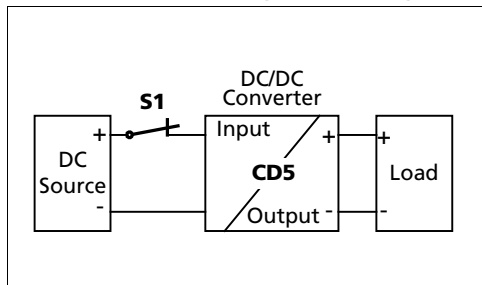 S1
DC/DC
Converter
+
Input
+
+
DC
Source
CD5
Load
-
Output
-
-